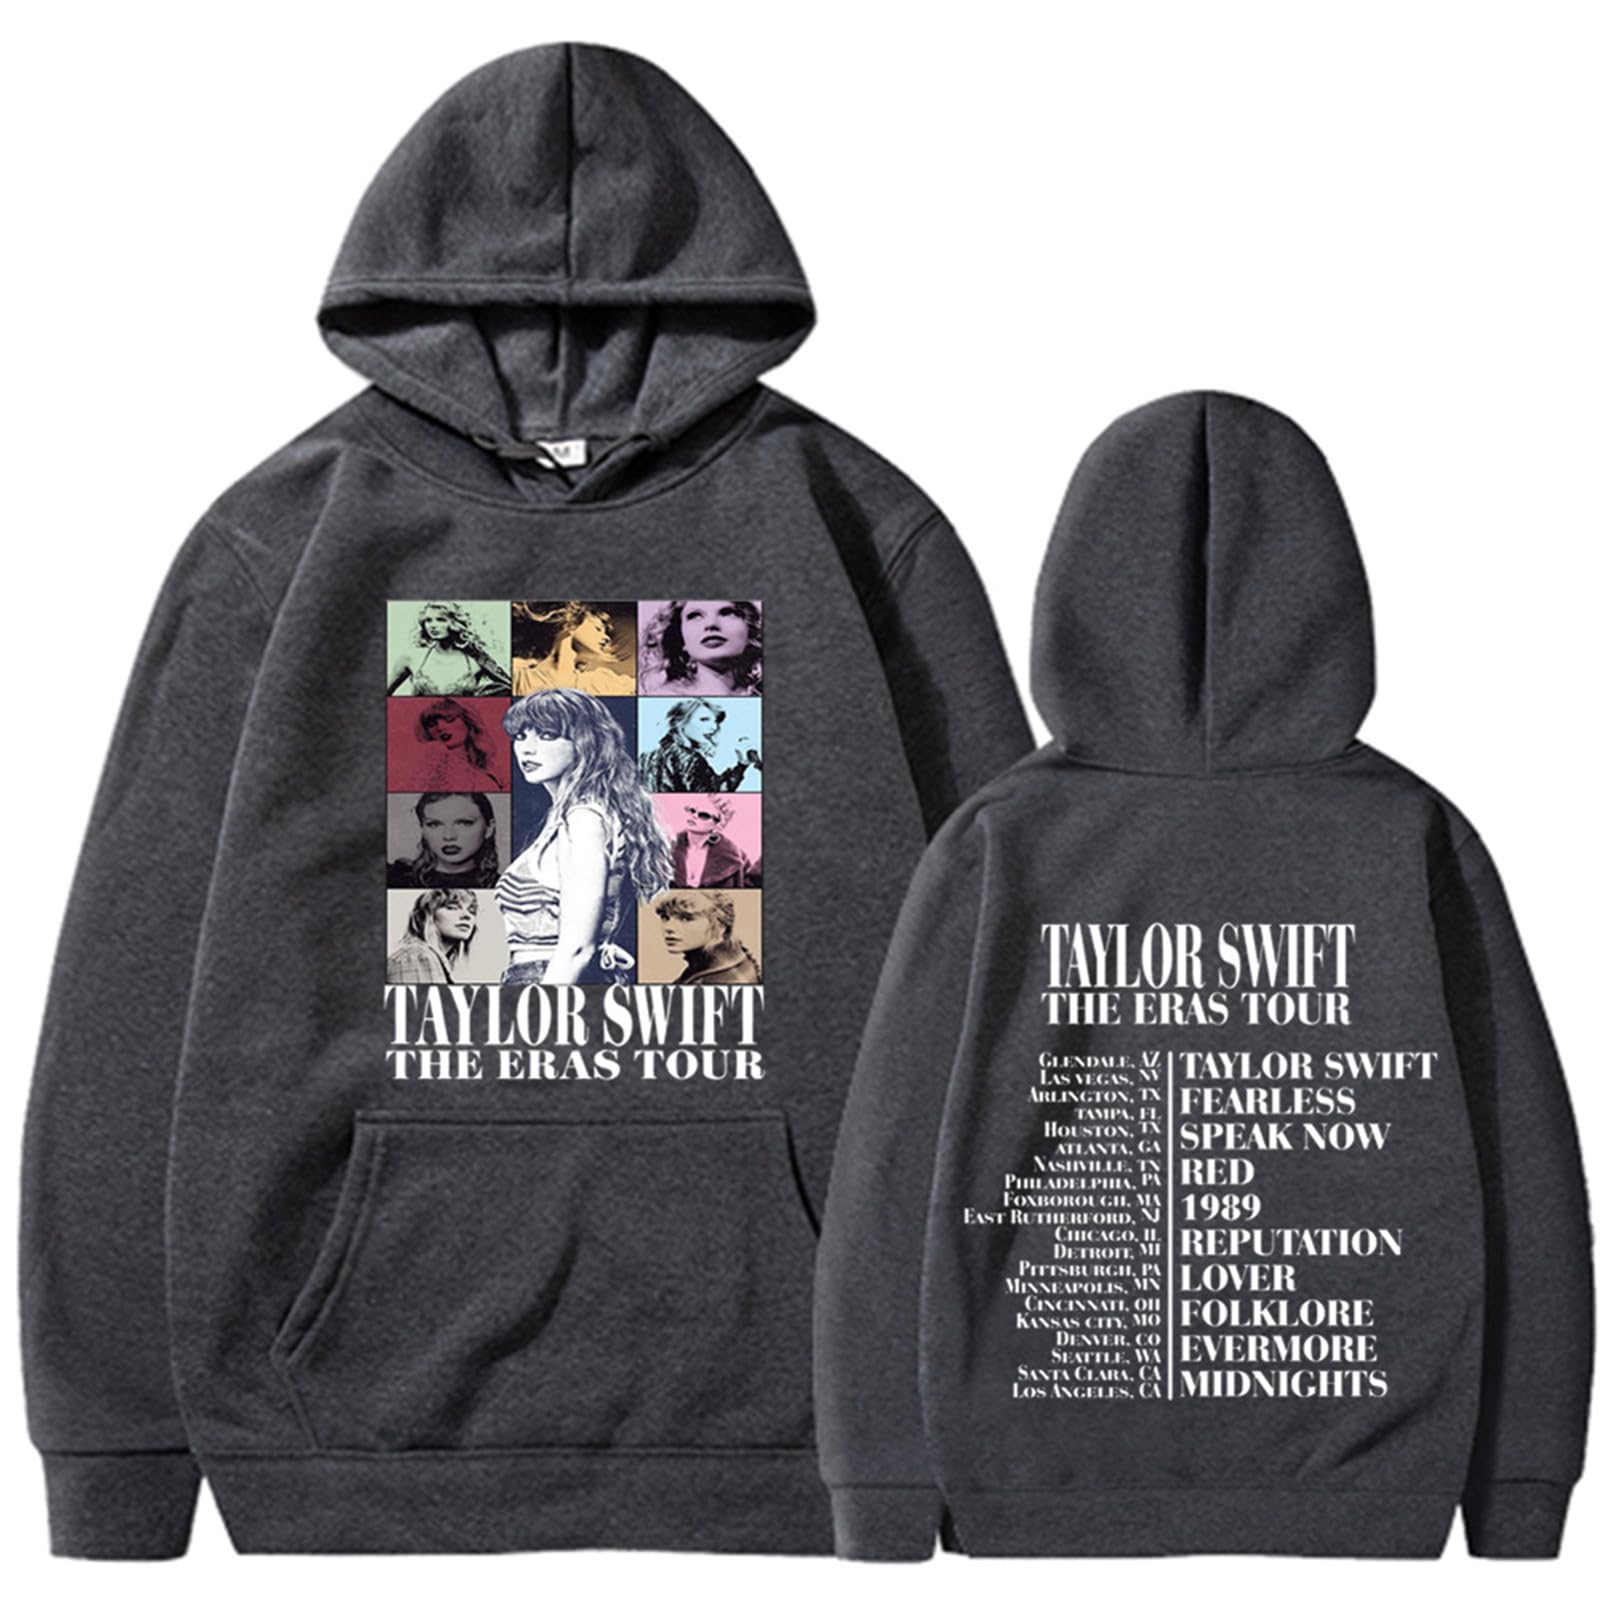 M
TAYLOR SWIFT
THE ERAS TOUR
TAYLOR SWIFT
THE ERAS TOUR
GLENDALE, AZ
LAS VEGAS, NV
ARLINGTON, TX
TAMPA, FL
HOUSTON, TX
ATLANTA, GA
NASHVILLE, TN
PHILADELPHIA, PA
FOXBOROUGH, MA
EAST RUTHERFORD, NJ
CHICAGO, IL
DETROIT, MI
PITTSBURGH, PA
MINNEAPOLIS, MN
CINCINNATI, OH
KANSAS CITY, MO
DENVER, CO
SEATTLE, WA
SANTA CLARA, CA
LOS ANGELES, CA
TAYLOR SWIFT
FEARLESS
SPEAK NOW
RED
1989
REPUTATION
LOVER
FOLKLORE
EVERMORE
MIDNIGHTS